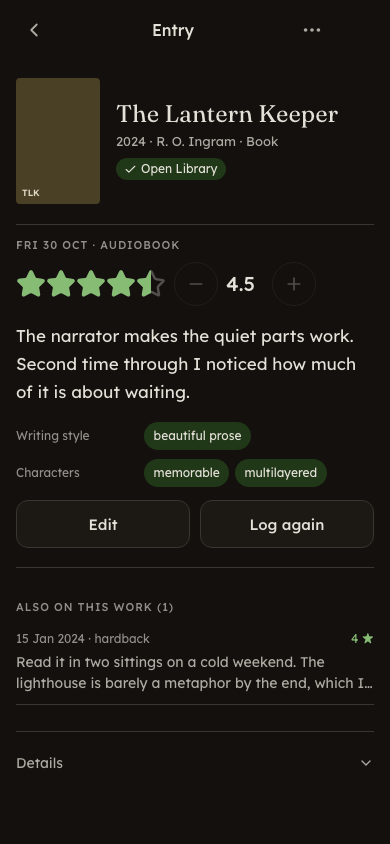 Entry
The Lantern Keeper
2024 · R. O. Ingram · Book
Open Library
TLK
FRI 30 OCT · AUDIOBOOK
4.5
The narrator makes the quiet parts work.
Second time through I noticed how much
of it is about waiting.
Writing style
beautiful prose
Characters
memorable
multilayered
Edit
Log again
ALSO ON THIS WORK (1)
15 Jan 2024 · hardback
4
Read it in two sittings on a cold weekend. The
lighthouse is barely a metaphor by the end, which I…
Details